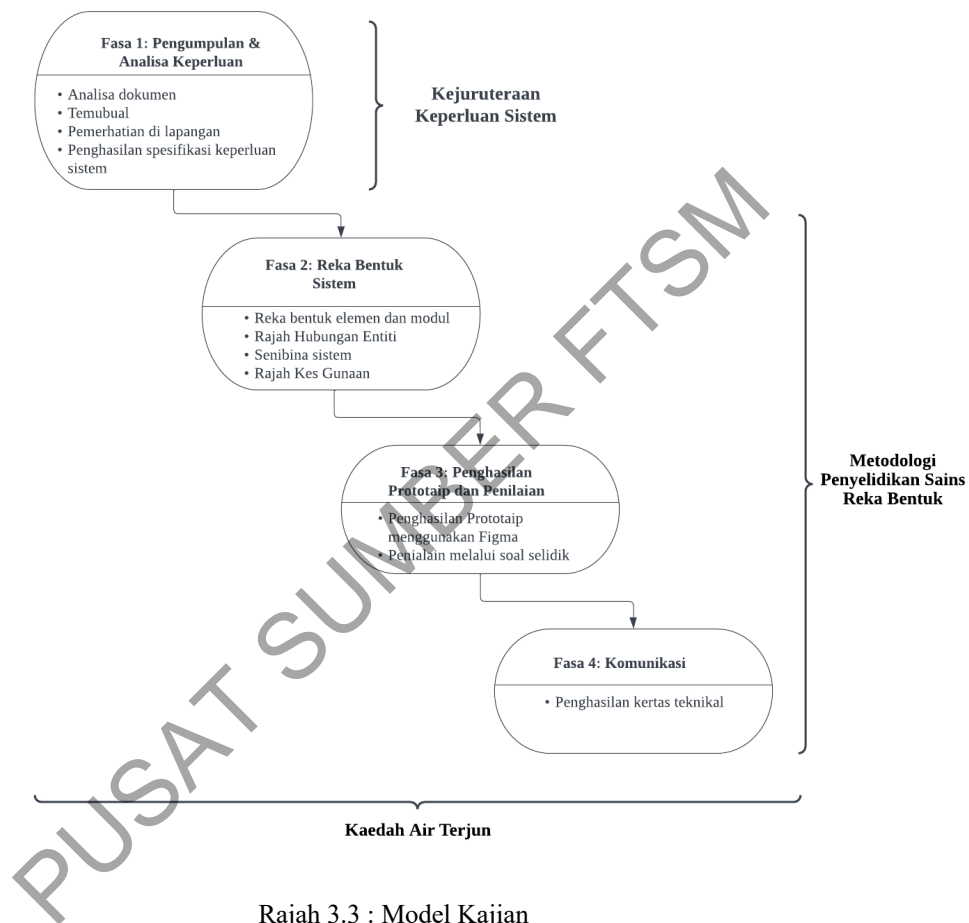 Fasa 1: Pengumpulan &
Analisa Keperluan
• Analisa dokumen
• Temubual
• Pemerhatian di lapangan
• Penghasilan spesifikasi keperluan
sistem
Kejuruteraan
Keperluan Sistem
Fasa 2: Reka Bentuk
Sistem
• Reka bentuk elemen dan modul
• Rajah Hubungan Entiti
• Senibina sistem
• Rajah Kes Gunaan
Fasa 3: Penghasilan
Prototaip dan Penilaian
• Penghasilan Prototaip
menggunakan Figma
• Penialain melalui soal selidik
Metodologi
Penyelidikan Sains
Reka Bentuk
Fasa 4: Komunikasi
• Penghasilan kertas teknikal
Kaedah Air Terjun
Rajah 3.3 : Model Kajian
PUSAT SUMBER FTSM